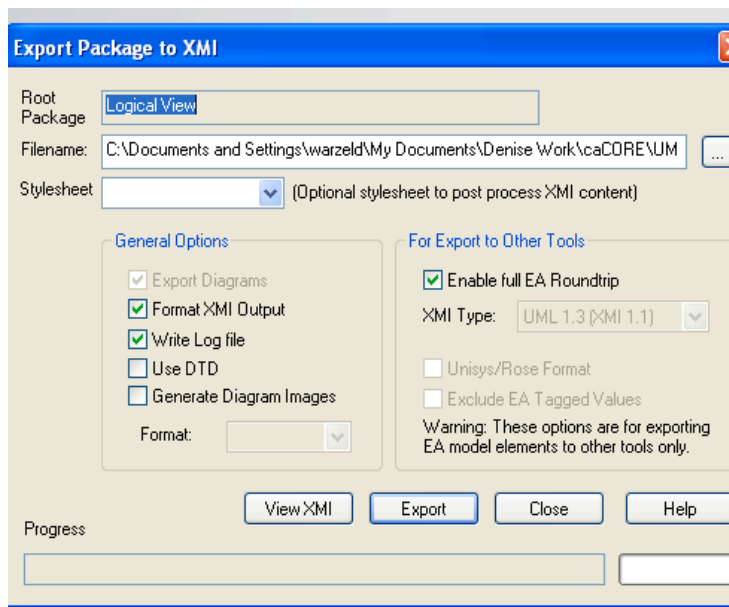 Export Package to XMI
Root Package
Logical View
Filename:
C:\Documents and Settings\warzeld\My Documents\Denise Work\caCORE\UM
...
Stylesheet
(Optional stylesheet to post process XMI content)
General Options
Export Diagrams
Format XMI Output
Write Log file
Use DTD
Generate Diagram Images
Format:
For Export to Other Tools
Enable full EA Roundtrip
XMI Type:
UML 1.3 (XMI 1.1)
Unisys/Rose Format
Exclude EA Tagged Values
Warning: These options are for exporting
EA model elements to other tools only.
View XMI
Export
Close
Help
Progress